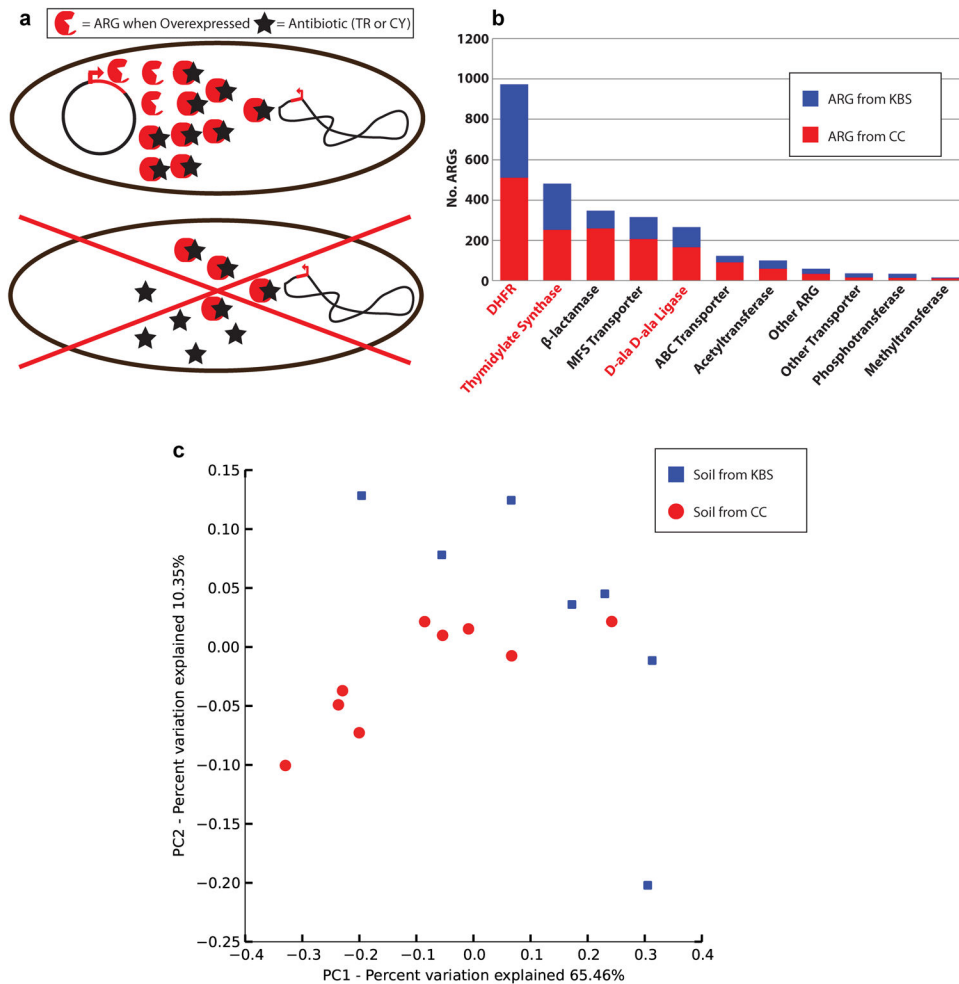 a
= ARG when Overexpressed
= Antibiotic (TR or CY)
b
1200
1000
800
600
400
200
0
No. ARGs
ARG from KBS
ARG from CC
DHFR
Thymidylate Synthase
β-lactamase
MFS Transporter
D-ala D-ala Ligase
ABC Transporter
Acetyltransferase
Other ARG
Other Transporter
Phosphotransferase
Methyltransferase
c
Soil from KBS
Soil from CC
0.15
0.10
0.05
0.00
−0.05
−0.10
−0.15
−0.20
−0.25
PC2 - Percent variation explained 10.35%
−0.4
−0.3
−0.2
−0.1
0.0
0.1
0.2
0.3
0.4
PC1 - Percent variation explained 65.46%